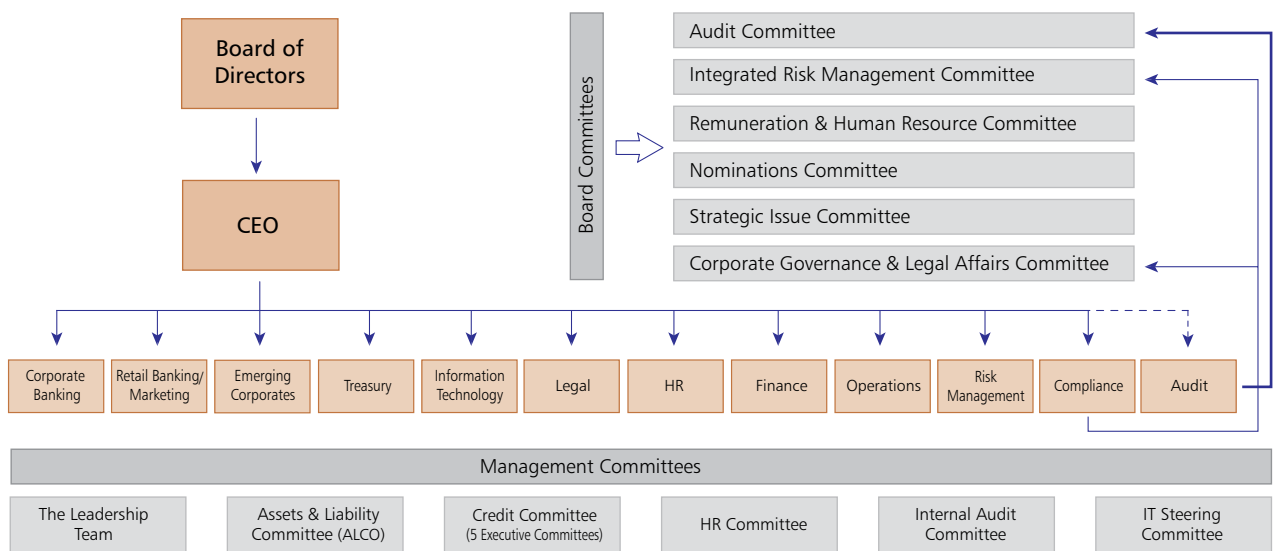 Board of
Directors
CEO
Board Committees
Audit Committee
Integrated Risk Management Committee
Remuneration & Human Resource Committee
Nominations Committee
Strategic Issue Committee
Corporate Governance & Legal Affairs Committee
Corporate
Banking
Retail Banking/
Marketing
Emerging
Corporates
Treasury
Information
Technology
Legal
HR
Finance
Operations
Risk
Management
Compliance
Audit
Management Committees
The Leadership
Team
Assets & Liability
Committee (ALCO)
Credit Committee
(5 Executive Committees)
HR Committee
Internal Audit
Committee
IT Steering
Committee